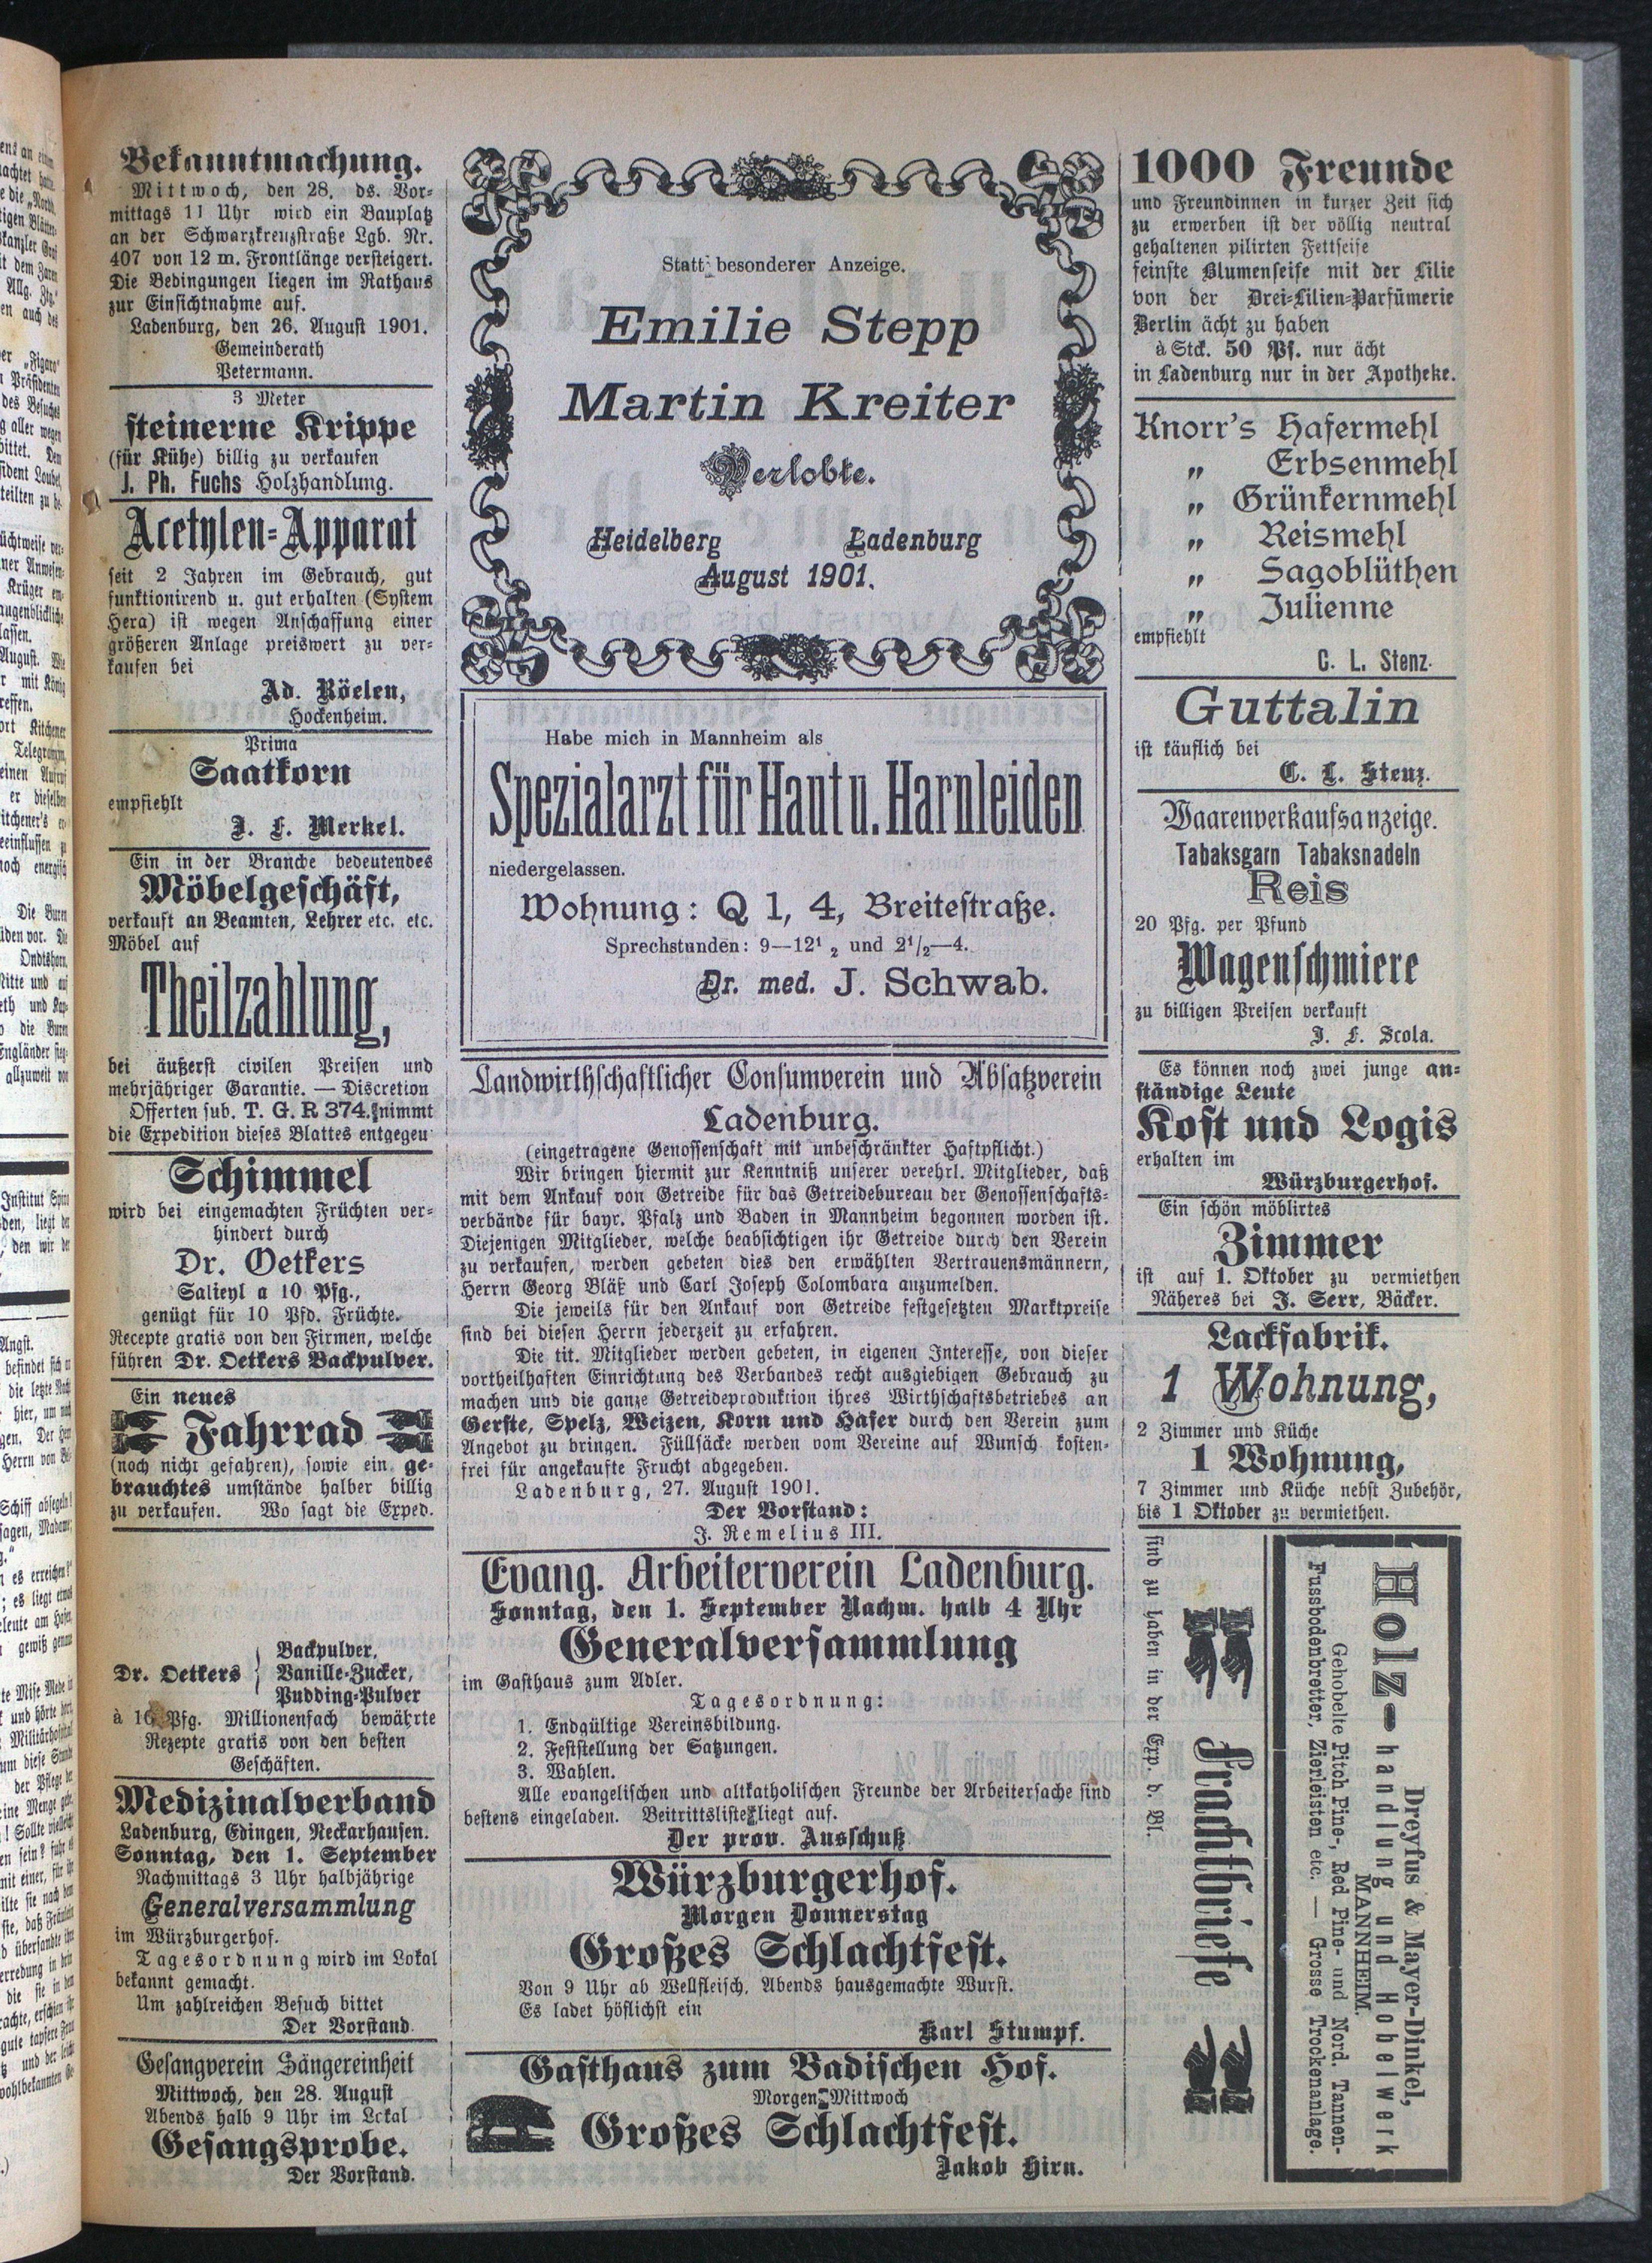 Bekanntmachung.
Mittwoch, den 28. ds. Vor-
mittags 11 Uhr wird ein Bauplatz
an der Schwarzkreuzstraße Lgb. Nr.
407 von 12 m. Frontlänge versteigert.
Die Bedingungen liegen im Rathaus
zur Einsichtnahme auf.
Ladenburg, den 26. August 1901.
Gemeinderath
Petermann.
3 Meter
steinerne Krippe
(für Kühe) billig zu verkaufen
J. Ph. Fuchs Holzhandlung.
Acetylen-Apparat
seit 2 Jahren im Gebrauch, gut
funktionirend u. gut erhalten (System
Hera) ist wegen Anschaffung einer
größeren Anlage preiswert zu ver-
kaufen bei
Ad. Röelen,
Hockenheim.
Prima
Saatkorn
empfiehlt
J. F. Merkel.
Ein in der Branche bedeutendes
Möbelgeschäft,
verkauft an Beamten, Lehrer etc. etc.
Möbel auf
Theilzahlung,
bei äußerst civilen Preisen und
mehrjähriger Garantie. — Discretion
Offerten sub. T. G. R 374. nimmt
die Expedition dieses Blattes entgegeu
Schimmel
wird bei eingemachten Früchten ver-
hindert durch
Dr. Oetkers
Salicyl a 10 Pfg.,
genügt für 10 Pfd. Früchte.
Recepte gratis von den Firmen, welche
führen Dr. Oetkers Backpulver.
Ein neues
Fahrrad
(noch nicht gefahren), sowie ein ge-
brauchtes umstände halber billig
zu verkaufen. Wo sagt die Exped.
Dr. Oetkers { Backpulver,
Vanille-Zucker,
Pudding-Pulver
à 10 Pfg. Millionenfach bewährte
Rezepte gratis von den besten
Geschäften.
Medizinalverband
Ladenburg, Edingen, Neckarhausen.
Sonntag, den 1. September
Nachmittags 3 Uhr halbjährige
Generalversammlung
im Würzburgerhof.
Tagesordnung wird im Lokal
bekannt gemacht.
Um zahlreichen Besuch bittet
Der Vorstand.
Gesangverein Sängereinheit
Mittwoch, den 28. August
Abends halb 9 Uhr im Lokal
Gesangsprobe.
Der Vorstand.
Statt besonderer Anzeige.
Emilie Stepp
Martin Kreiter
Verlobte.
Heidelberg Ladenburg
August 1901.
Habe mich in Mannheim als
Spezialarzt für Haut u. Harnleiden
niedergelassen.
Wohnung: Q 1, 4, Breitestraße.
Sprechstunden: 9—12¹ ₂ und 2¹/₂—4.
Dr. med. J. Schwab.
Landwirthschaftlicher Consumverein und Absatzverein
Ladenburg.
(eingetragene Genossenschaft mit unbeschränkter Haftpflicht.)
Wir bringen hiermit zur Kenntniß unserer verehrl. Mitglieder, daß
mit dem Ankauf von Getreide für das Getreidebureau der Genossenschafts-
verbände für bayr. Pfalz und Baden in Mannheim begonnen worden ist.
Diejenigen Mitglieder, welche beabsichtigen ihr Getreide durch den Verein
zu verkaufen, werden gebeten dies den erwählten Vertrauensmännern,
Herrn Georg Bläß und Carl Joseph Colombara anzumelden.
Die jeweils für den Ankauf von Getreide festgesetzten Marktpreise
sind bei diesen Herrn jederzeit zu erfahren.
Die tit. Mitglieder werden gebeten, in eigenen Interesse, von dieser
vortheilhaften Einrichtung des Verbandes recht ausgiebigen Gebrauch zu
machen und die ganze Getreideproduktion ihres Wirthschaftsbetriebes an
Gerste, Spelz, Weizen, Korn und Hafer durch den Verein zum
Angebot zu bringen. Füllsäcke werden vom Vereine auf Wunsch kosten-
frei für angekaufte Frucht abgegeben.
Ladenburg, 27. August 1901.
Der Vorstand:
J. Remelius III.
Evang. Arbeiterverein Ladenburg.
Sonntag, den 1. September Nachm. halb 4 Uhr
Generalversammlung
im Gasthaus zum Adler.
Tagesordnung:
1. Endgültige Vereinsbildung.
2. Feststellung der Satzungen.
3. Wahlen.
Alle evangelischen und altkatholischen Freunde der Arbeitersache sind
bestens eingeladen. Beitrittsliste liegt auf.
Der prov. Ausschuß
Würzburgerhof.
Morgen Donnerstag
Großes Schlachtfest.
Von 9 Uhr ab Wellfleisch, Abends hausgemachte Wurst.
Es ladet höflichst ein
Karl Stumpf.
Gasthaus zum Badischen Hof.
Morgen Mittwoch
Großes Schlachtfest.
Jakob Hirn.
1000 Freunde
und Freundinnen in kurzer Zeit sich
zu erwerben ist der völlig neutral
gehaltenen pilirten Fettseife
feinste Blumenseife mit der Lilie
von der Drei-Lilien-Parfümerie
Berlin ächt zu haben
à Stck. 50 Pf. nur ächt
in Ladenburg nur in der Apotheke.
Knorr's Hafermehl
„ Erbsenmehl
„ Grünkernmehl
„ Reismehl
„ Sagoblüthen
„ Julienne
empfiehlt
C. L. Stenz.
Guttalin
ist käuflich bei
C. L. Stenz.
Waarenverkaufsanzeige.
Tabaksgarn Tabaksnadeln
Reis
20 Pfg. per Pfund
Wagenschmiere
zu billigen Preisen verkauft
J. F. Scola.
Es können noch zwei junge an-
ständige Leute
Kost und Logis
erhalten im
Würzburgerhof.
Ein schön möblirtes
Zimmer
ist auf 1. Oktober zu vermiethen
Näheres bei J. Serr, Bäcker.
Lackfabrik.
1 Wohnung,
2 Zimmer und Küche
1 Wohnung,
7 Zimmer und Küche nebst Zubehör,
bis 1 Oktober zu vermiethen.
Frachtbriefe
sind zu haben in der Exp. d. Bl.
Dreyfus & Mayer-Dinkel,
Holz-handlung und Hobelwerk
MANNHEIM.
Gehobelte Pitch Pine-, Red Pine- und Nord. Tannen-
Fussbodenbretter, Zierleisten etc. — Grosse Trockenanlage.